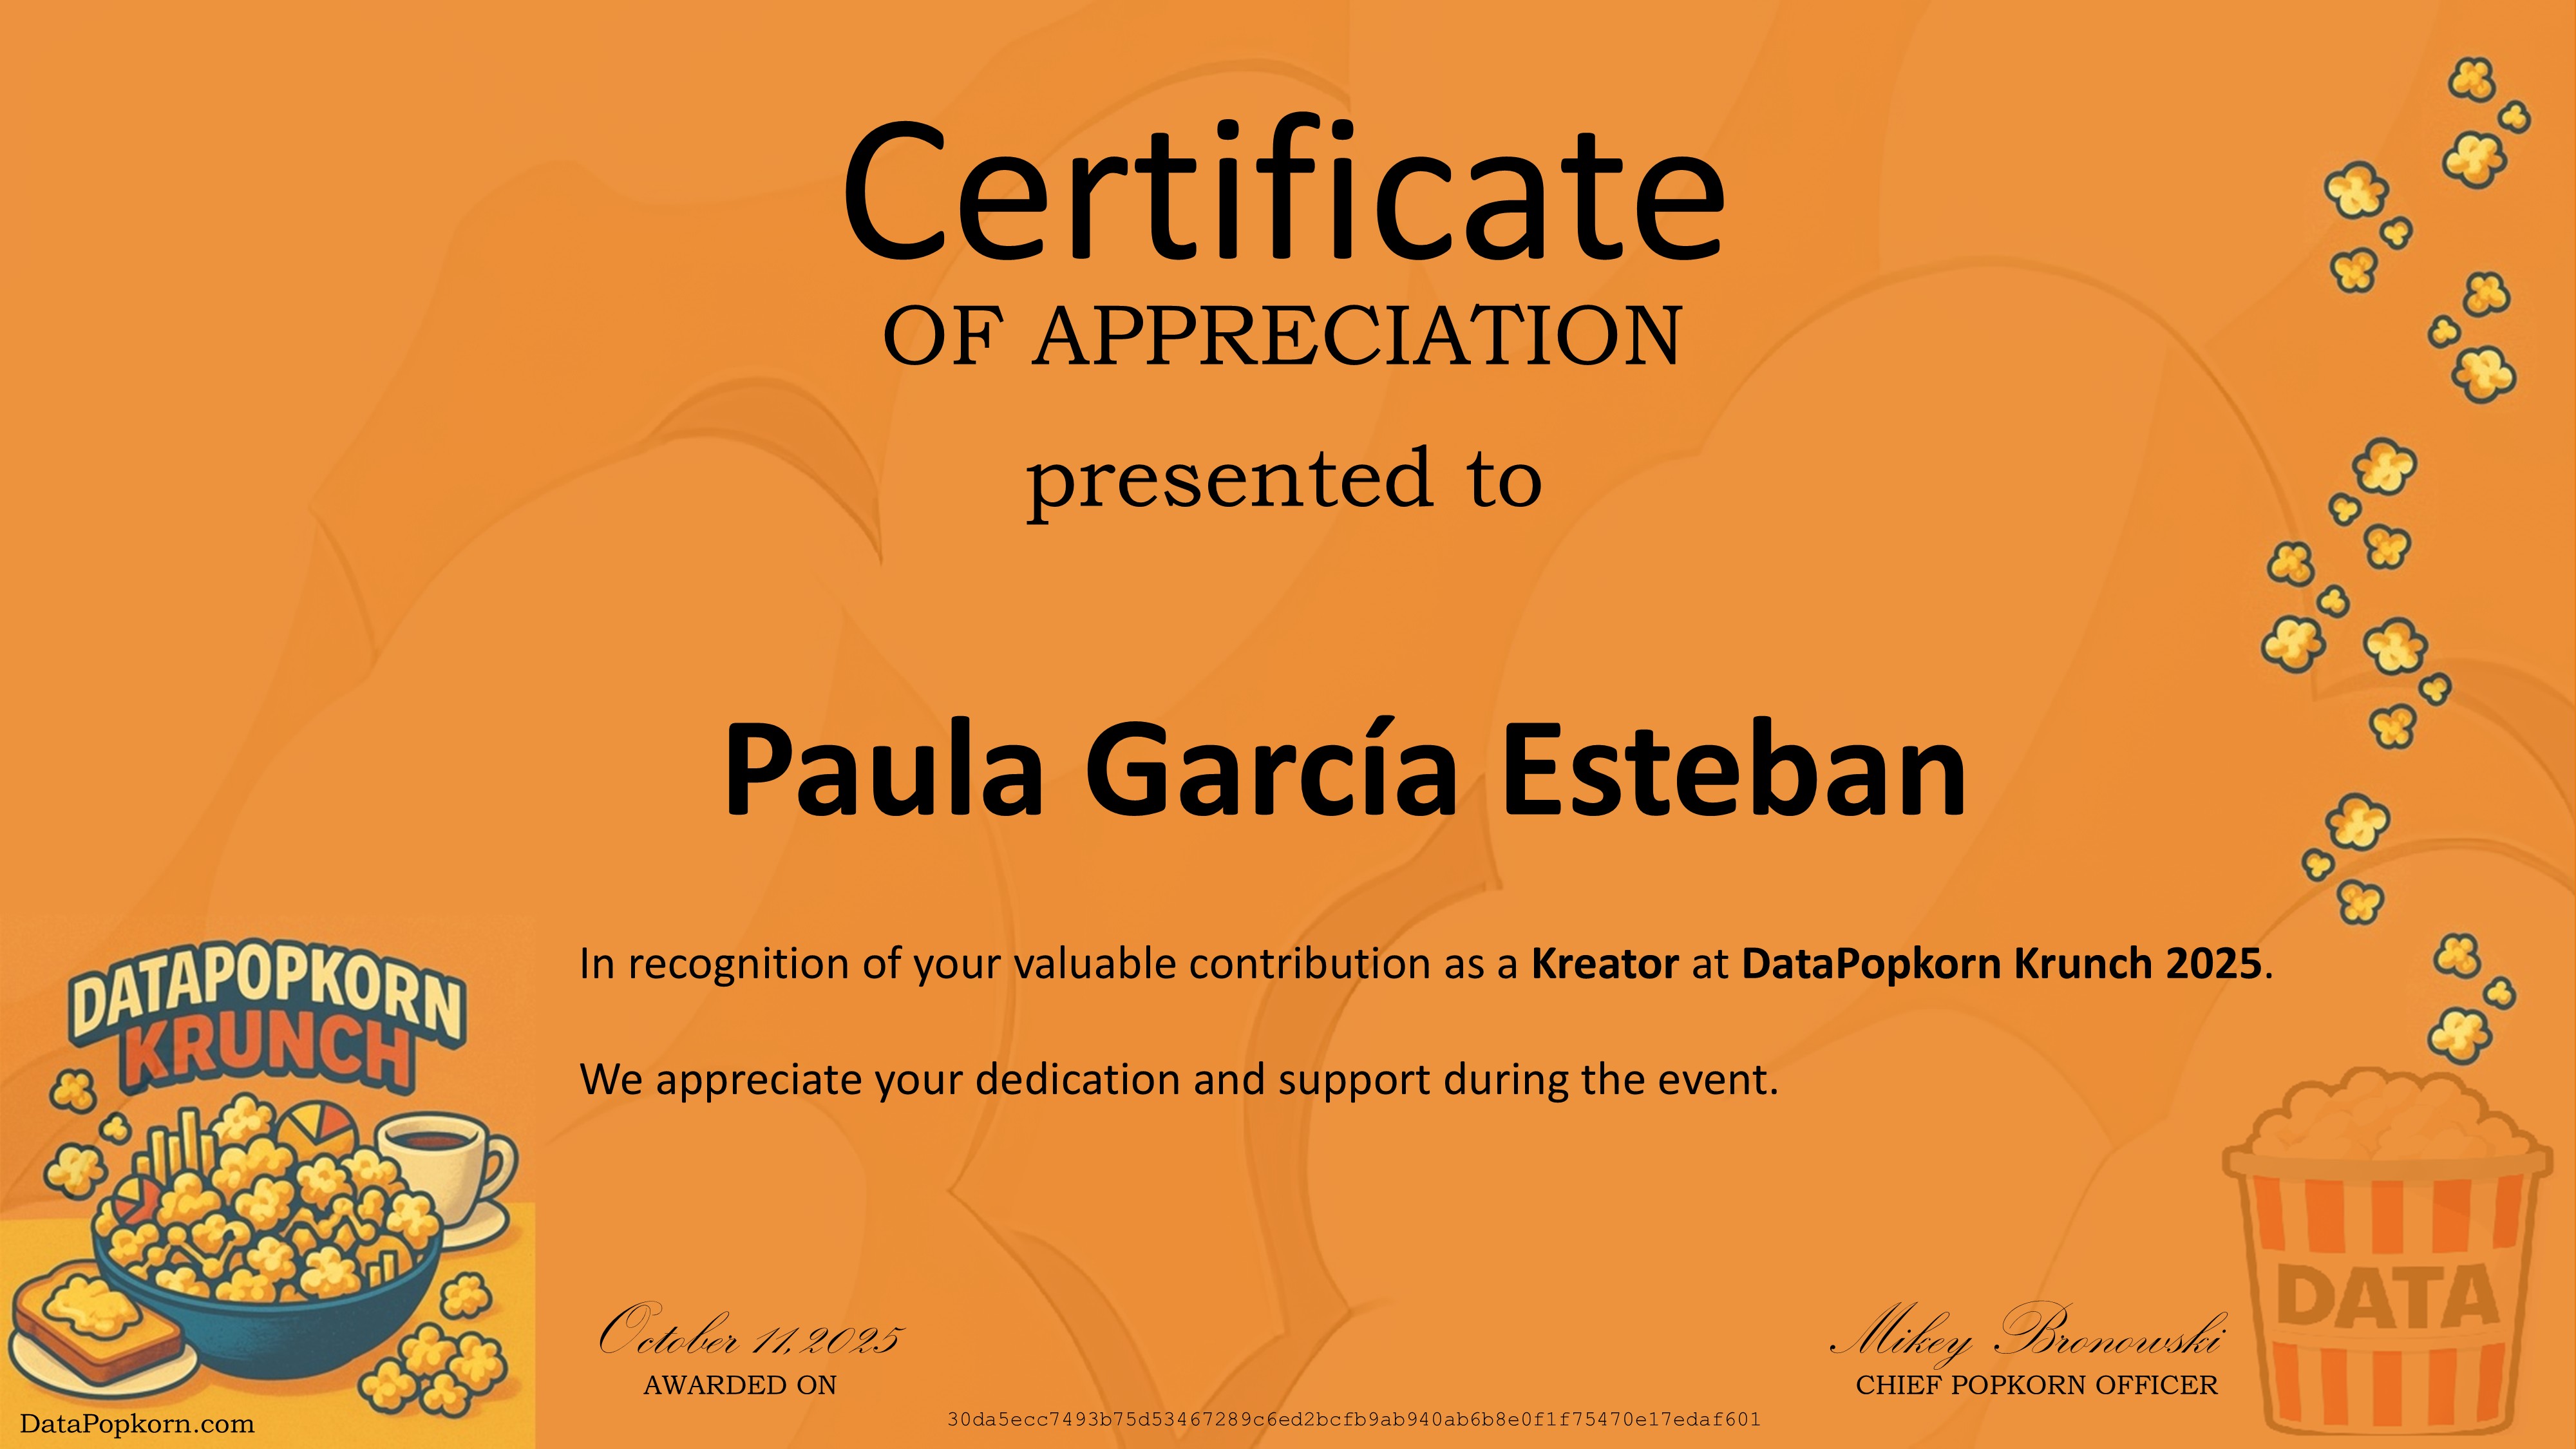 Certificate
OF APPRECIATION
presented to
Paula García Esteban
In recognition of your valuable contribution as a Kreator at DataPopkorn Krunch 2025.
We appreciate your dedication and support during the event.
DATAPOPKORN
KRUNCH
DATA
October 11, 2025
AWARDED ON
Mikey Bronowski
CHIEF POPKORN OFFICER
30da5ecc7493b75d53467289c6ed2bcfb9ab940ab6b8e0f1f75470e17edaf601
DataPopkorn.com